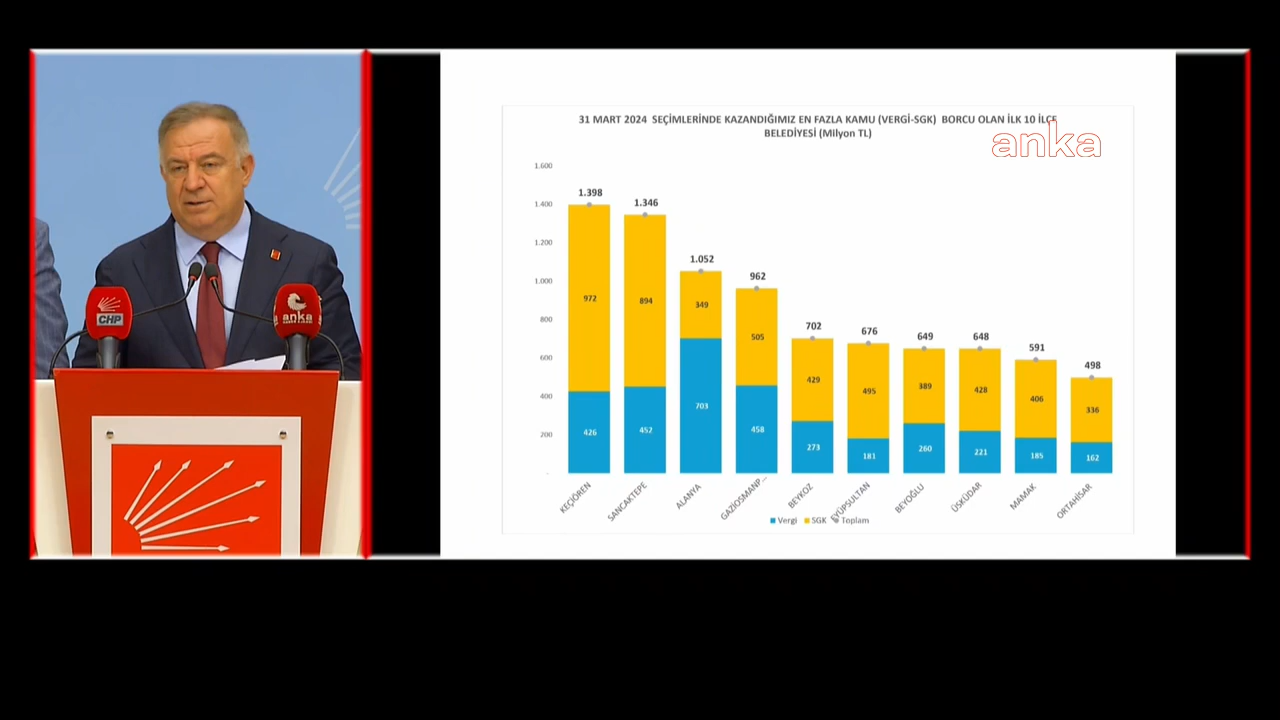 CHP
anka
31 MART 2024 SEÇİMLERİNDE KAZANDIĞIMIZ EN FAZLA KAMU (VERGİ-SGK) BORCU OLAN İLK 10 İLÇE
BELEDİYESİ (Milyon TL)
anka
1.600
1.400
1.200
1.000
800
600
400
200
-
1.398
1.346
1.052
962
702
676
649
648
591
498
972
894
349
505
429
495
389
428
406
336
426
452
703
458
273
181
260
221
185
162
KEÇİÖREN
SANCAKTEPE
ALANYA
GAZİOSMANP...
BEYKOZ
EYÜPSULTAN
BEYOĞLU
ÜSKÜDAR
MAMAK
ORTAHİSAR
Vergi SGK Toplam